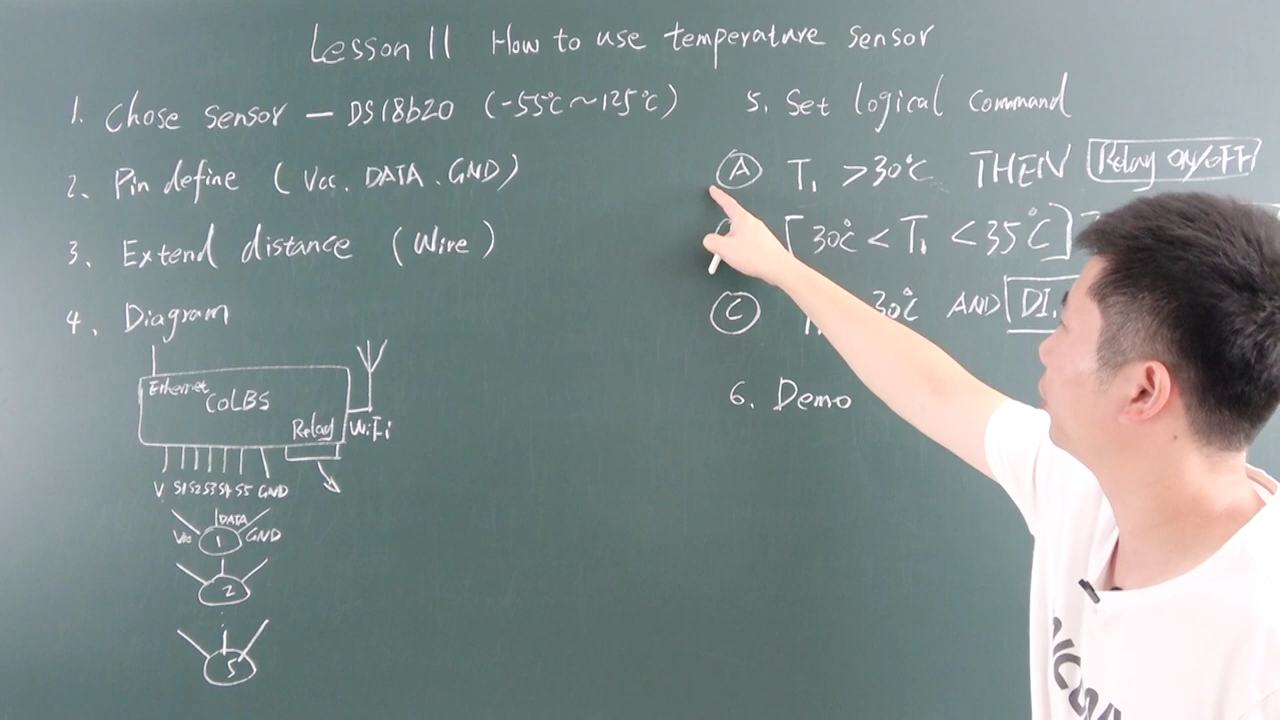 Lesson 11 How to use temperature sensor
1. Chose sensor — DS18b20 (-55℃~125℃)
2. Pin define (Vcc. DATA. GND)
3. Extend distance (Wire)
4. Diagram
Ethernet
CoLBS
Relay
WiFi
V S1 S2 S3 S4 S5 GND
DATA
Vcc 1 GND
2
5
5. Set logical Command
A T1 >30℃ THEN Relay ON/OFF
[30℃ < T1 < 35℃]
C 30℃ AND DI.
6. Demo